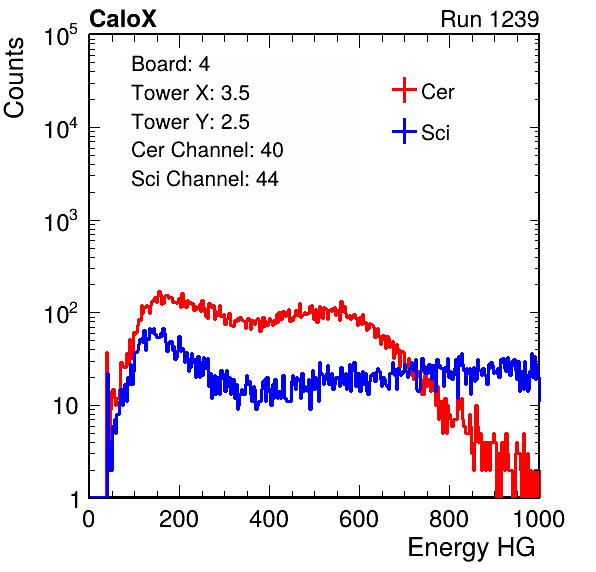 CaloX Run 1239
Board: 4
Tower X: 3.5
Tower Y: 2.5
Cer Channel: 40
Sci Channel: 44
Cer
Sci
Counts
10^5
10^4
10^3
10^2
10
1
0 200 400 600 800 1000
Energy HG